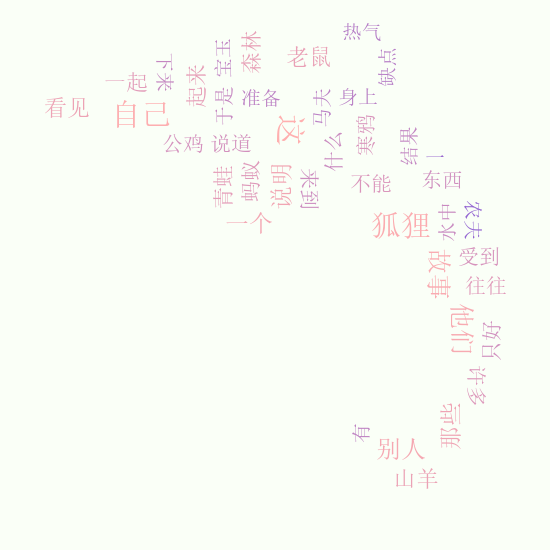 热气
宝玉
森林
老鼠
下来
缺点
一起
起来
看见
自己
于是
准备
马夫
身上
这
公鸡
说道
什么
寒鸦
结果
一
青蛙
蚂蚁
说明
回来
不能
东西
一个
狐狸
水中
农夫
故事
受到
往往
他们
只好
许多
那些
有
别人
山羊